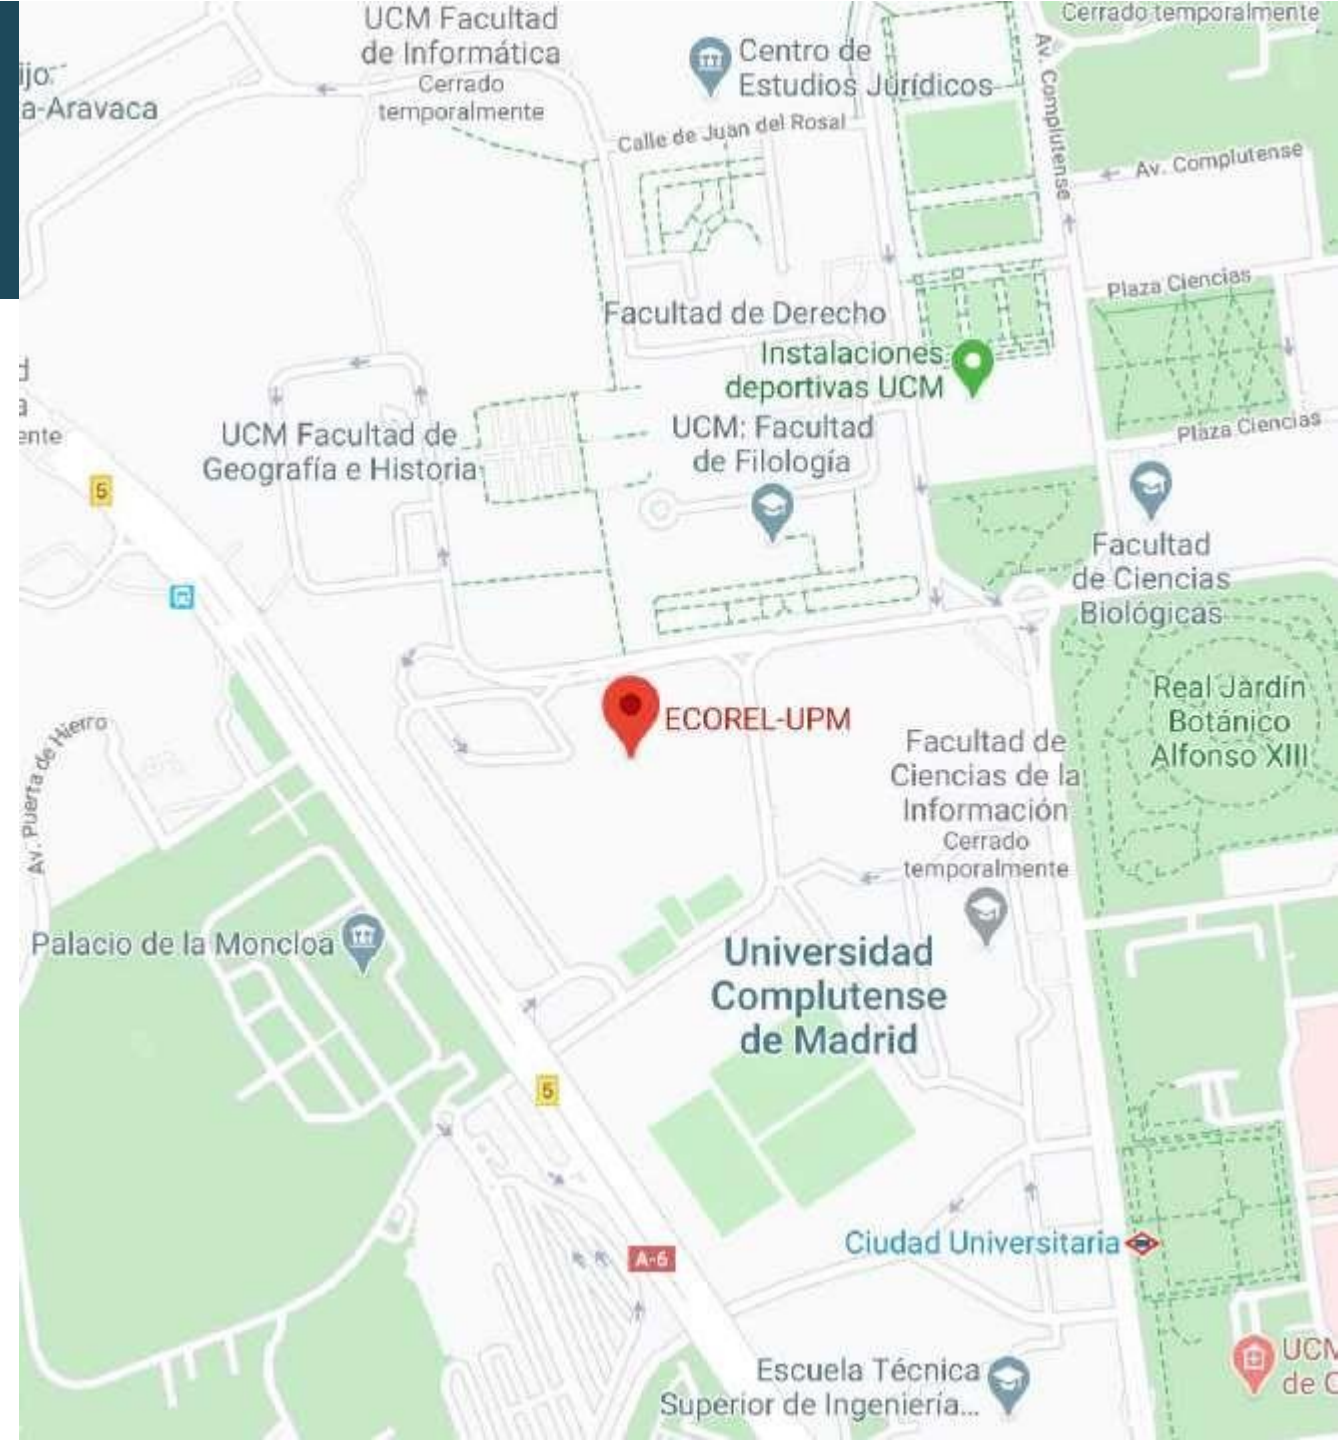 UCM Facultad
de Informática
Cerrado
temporalmente
Centro de
Estudios Jurídicos
Cerrado temporalmente
Av. Complutense
a-Aravaca
Calle de Juan del Rosal
Av. Complutense
Plaza Ciencias
Facultad de Derecho
Instalaciones
deportivas UCM
UCM Facultad de
Geografía e Historia
UCM: Facultad
de Filología
Plaza Ciencias
5
Facultad
de Ciencias
Biológicas
Real Jardín
Botánico
Alfonso XIII
ECOREL-UPM
Av. Puerta de Hierro
Facultad de
Ciencias de la
Información
Cerrado
temporalmente
Palacio de la Moncloa
Universidad
Complutense
de Madrid
5
Ciudad Universitaria
A-6
Escuela Técnica
Superior de Ingeniería...
UCM
de C